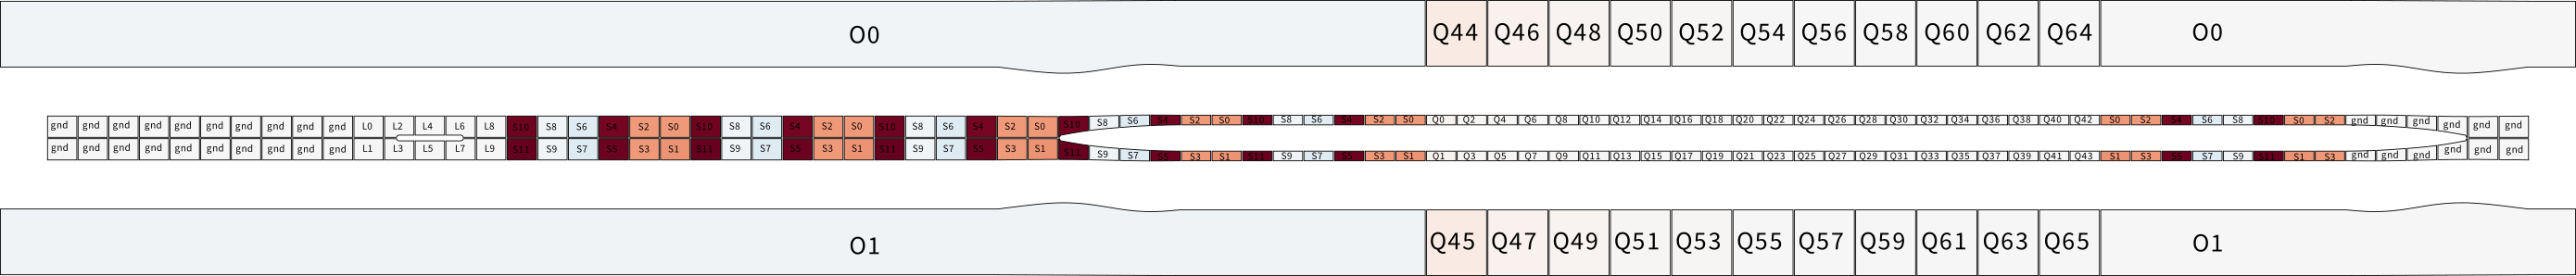 O0 Q44 Q46 Q48 Q50 Q52 Q54 Q56 Q58 Q60 Q62 Q64 O0
gnd gnd gnd gnd gnd gnd gnd gnd gnd gnd L0 L2 L4 L6 L8 S10 S8 S6 S4 S2 S0 S10 S8 S6 S4 S2 S0 S10 S8 S6 S4 S2 S0 S10 S8 S6 S4 S2 S0 S10 S8 S6 S4 S2 S0 Q0 Q2 Q4 Q6 Q8 Q10 Q12 Q14 Q16 Q18 Q20 Q22 Q24 Q26 Q28 Q30 Q32 Q34 Q36 Q38 Q40 Q42 S0 S2 S4 S6 S8 S10 S0 S2 gnd gnd gnd gnd gnd gnd
gnd gnd gnd gnd gnd gnd gnd gnd gnd gnd L1 L3 L5 L7 L9 S11 S9 S7 S5 S3 S1 S11 S9 S7 S5 S3 S1 S11 S9 S7 S5 S3 S1 S11 S9 S7 S5 S3 S1 S11 S9 S7 S5 S3 S1 Q1 Q3 Q5 Q7 Q9 Q11 Q13 Q15 Q17 Q19 Q21 Q23 Q25 Q27 Q29 Q31 Q33 Q35 Q37 Q39 Q41 Q43 S1 S3 S5 S7 S9 S11 S1 S3 gnd gnd gnd gnd gnd gnd
O1 Q45 Q47 Q49 Q51 Q53 Q55 Q57 Q59 Q61 Q63 Q65 O1